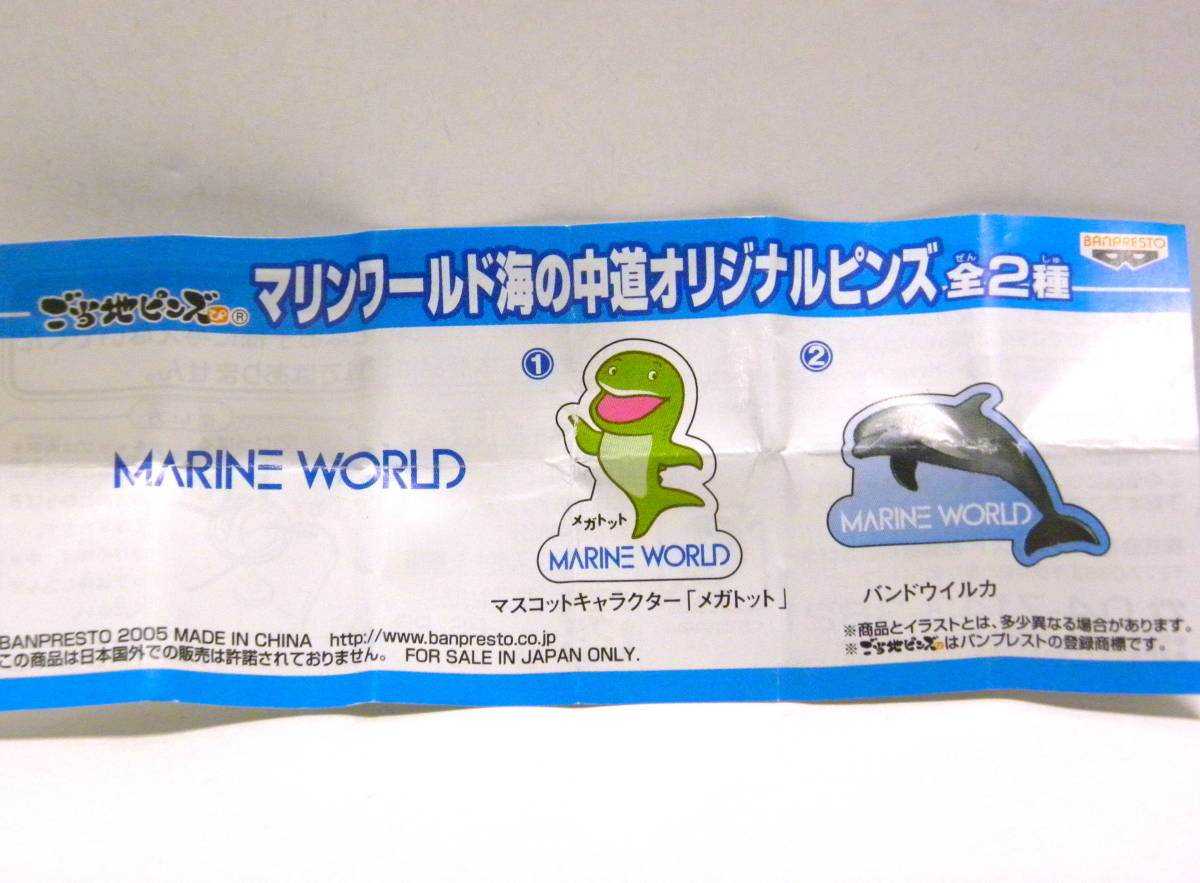 ご当地ピンズ®
マリンワールド海の中道オリジナルピンズ 全2種
ぜん しゅ
BANPRESTO
MARINE WORLD
①
メガトット
MARINE WORLD
マスコットキャラクター「メガトット」
②
MARINE WORLD
バンドウイルカ
※商品とイラストとは、多少異なる場合があります。
※ご当地ピンズはバンプレストの登録商標です。
BANPRESTO 2005 MADE IN CHINA http://www.banpresto.co.jp
この商品は日本国外での販売は許諾されておりません。 FOR SALE IN JAPAN ONLY.